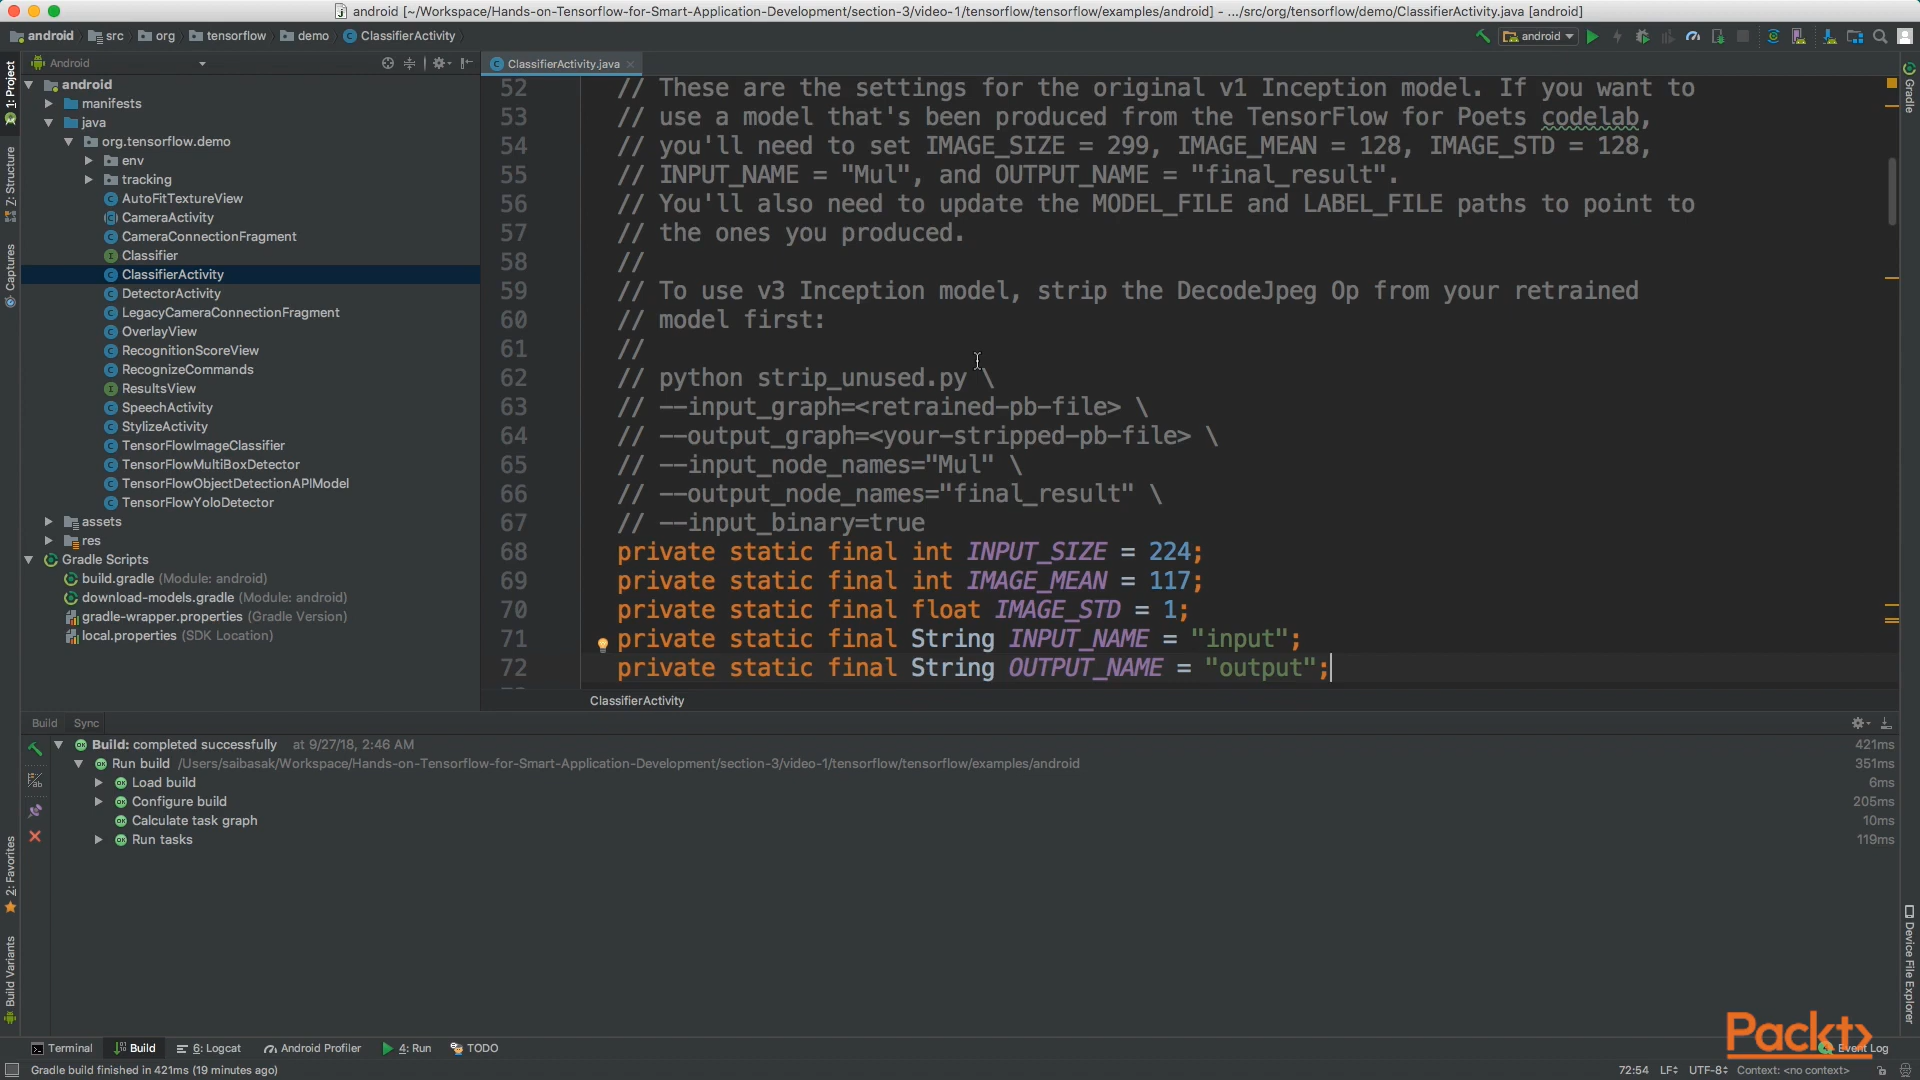 android [~/Workspace/Hands-on-Tensorflow-for-Smart-Application-Development/section-3/video-1/tensorflow/tensorflow/examples/android] - .../src/org/tensorflow/demo/ClassifierActivity.java [android]
android src org tensorflow demo ClassifierActivity
android
Android
ClassifierActivity.java
1: Project
Z: Structure
Captures
2: Favorites
Build Variants
Gradle
Device File Explorer
android
manifests
java
org.tensorflow.demo
env
tracking
AutoFitTextureView
CameraActivity
CameraConnectionFragment
Classifier
ClassifierActivity
DetectorActivity
LegacyCameraConnectionFragment
OverlayView
RecognitionScoreView
RecognizeCommands
ResultsView
SpeechActivity
StylizeActivity
TensorFlowImageClassifier
TensorFlowMultiBoxDetector
TensorFlowObjectDetectionAPIModel
TensorFlowYoloDetector
assets
res
Gradle Scripts
build.gradle (Module: android)
download-models.gradle (Module: android)
gradle-wrapper.properties (Gradle Version)
local.properties (SDK Location)
52 // These are the settings for the original v1 Inception model. If you want to
53 // use a model that's been produced from the TensorFlow for Poets codelab,
54 // you'll need to set IMAGE_SIZE = 299, IMAGE_MEAN = 128, IMAGE_STD = 128,
55 // INPUT_NAME = "Mul", and OUTPUT_NAME = "final_result".
56 // You'll also need to update the MODEL_FILE and LABEL_FILE paths to point to
57 // the ones you produced.
58 //
59 // To use v3 Inception model, strip the DecodeJpeg Op from your retrained
60 // model first:
61 //
62 // python strip_unused.py \
63 // --input_graph=<retrained-pb-file> \
64 // --output_graph=<your-stripped-pb-file> \
65 // --input_node_names="Mul" \
66 // --output_node_names="final_result" \
67 // --input_binary=true
68 private static final int INPUT_SIZE = 224;
69 private static final int IMAGE_MEAN = 117;
70 private static final float IMAGE_STD = 1;
71 private static final String INPUT_NAME = "input";
72 private static final String OUTPUT_NAME = "output";
ClassifierActivity
Build Sync
Build: completed successfully at 9/27/18, 2:46 AM 421ms
Run build /Users/saibasak/Workspace/Hands-on-Tensorflow-for-Smart-Application-Development/section-3/video-1/tensorflow/tensorflow/examples/android 351ms
Load build 6ms
Configure build 205ms
Calculate task graph 10ms
Run tasks 119ms
Packt>
Terminal Build 6: Logcat Android Profiler 4: Run TODO Event Log
Gradle build finished in 421ms (19 minutes ago) 72:54 LF UTF-8 Context: <no context>